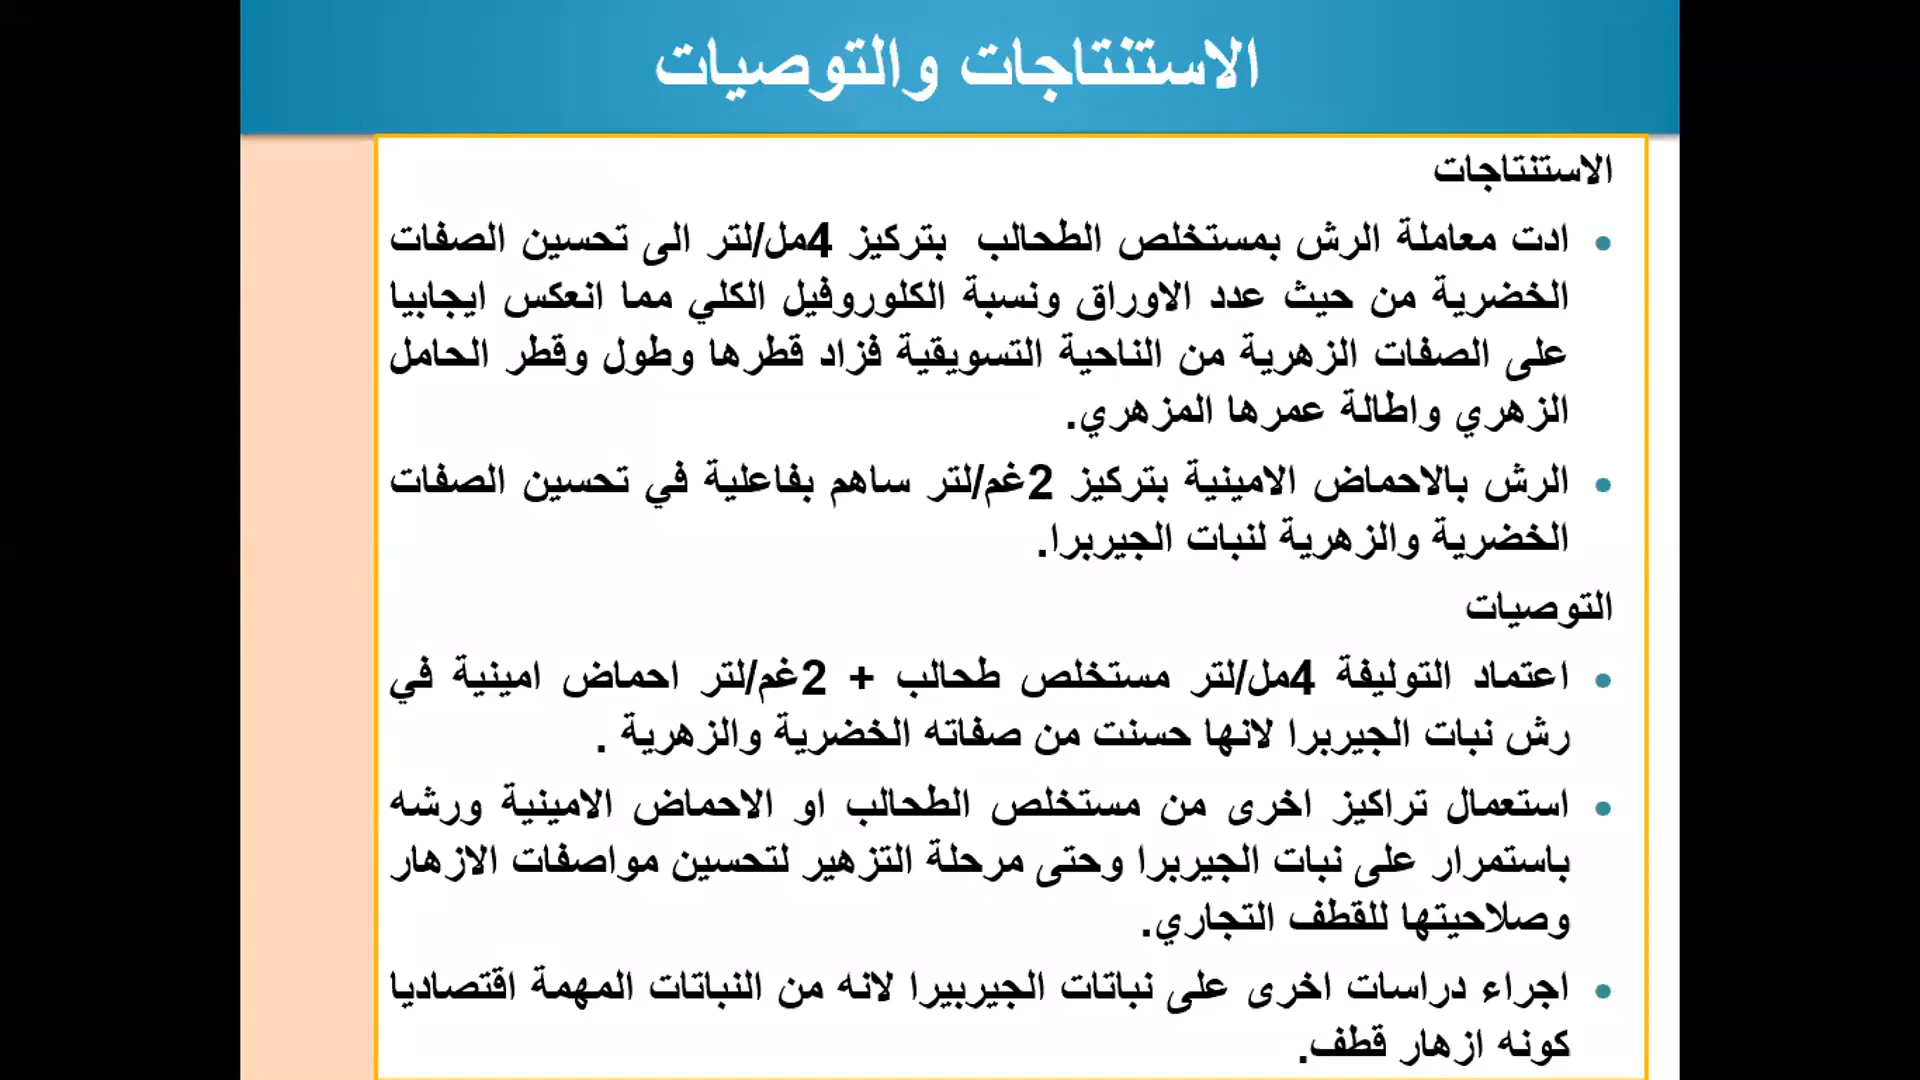 الاستنتاجات والتوصيات
الاستنتاجات
• ادت معاملة الرش بمستخلص الطحالب بتركيز 4مل/لتر الى تحسين الصفات
الخضرية من حيث عدد الاوراق ونسبة الكلوروفيل الكلي مما انعكس ايجابيا
على الصفات الزهرية من الناحية التسويقية فزاد قطرها وطول وقطر الحامل
الزهري واطالة عمرها المزهري.
• الرش بالاحماض الامينية بتركيز 2غم/لتر ساهم بفاعلية في تحسين الصفات
الخضرية والزهرية لنبات الجيربرا.
التوصيات
• اعتماد التوليفة 4مل/لتر مستخلص طحالب + 2غم/لتر احماض امينية في
رش نبات الجيربرا لانها حسنت من صفاته الخضرية والزهرية .
• استعمال تراكيز اخرى من مستخلص الطحالب او الاحماض الامينية ورشه
باستمرار على نبات الجيربرا وحتى مرحلة التزهير لتحسين مواصفات الازهار
وصلاحيتها للقطف التجاري.
• اجراء دراسات اخرى على نباتات الجيربيرا لانه من النباتات المهمة اقتصاديا
كونه ازهار قطف.